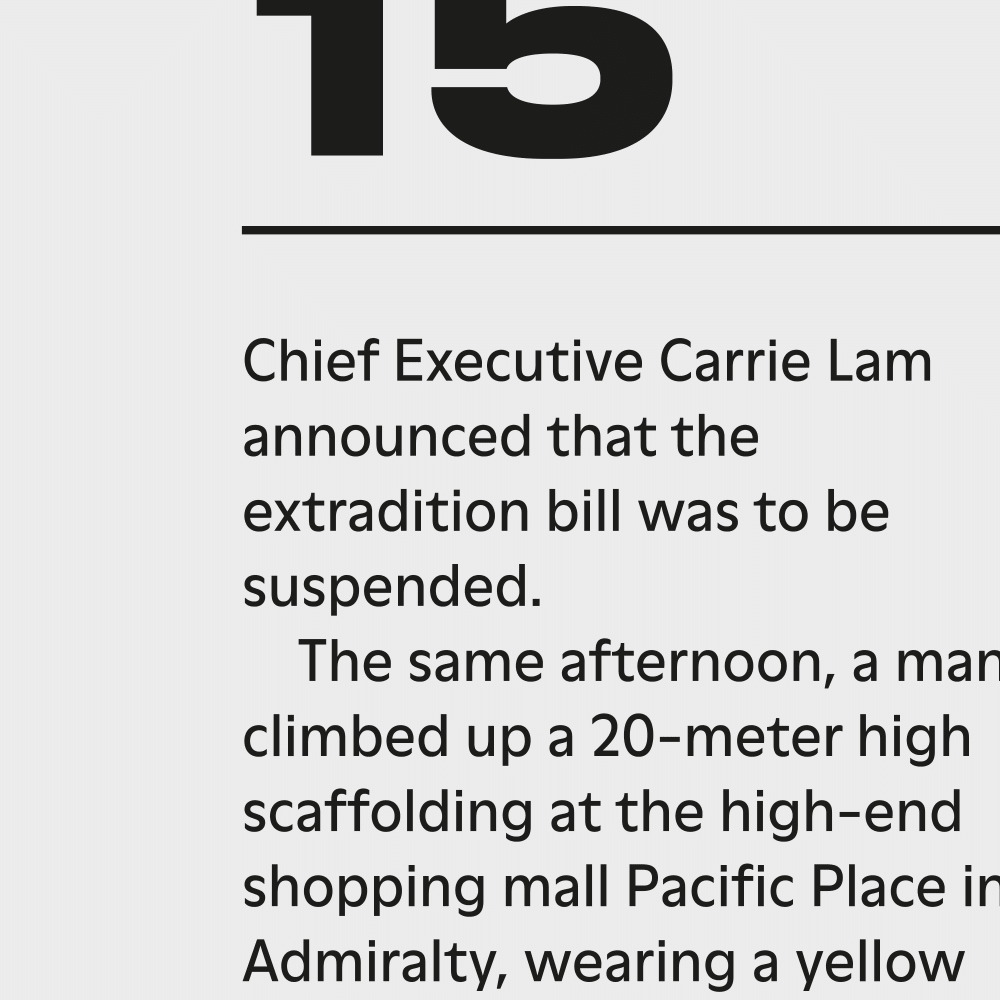 15
Chief Executive Carrie Lam
announced that the
extradition bill was to be
suspended.
The same afternoon, a man
climbed up a 20-meter high
scaffolding at the high-end
shopping mall Pacific Place in
Admiralty, wearing a yellow